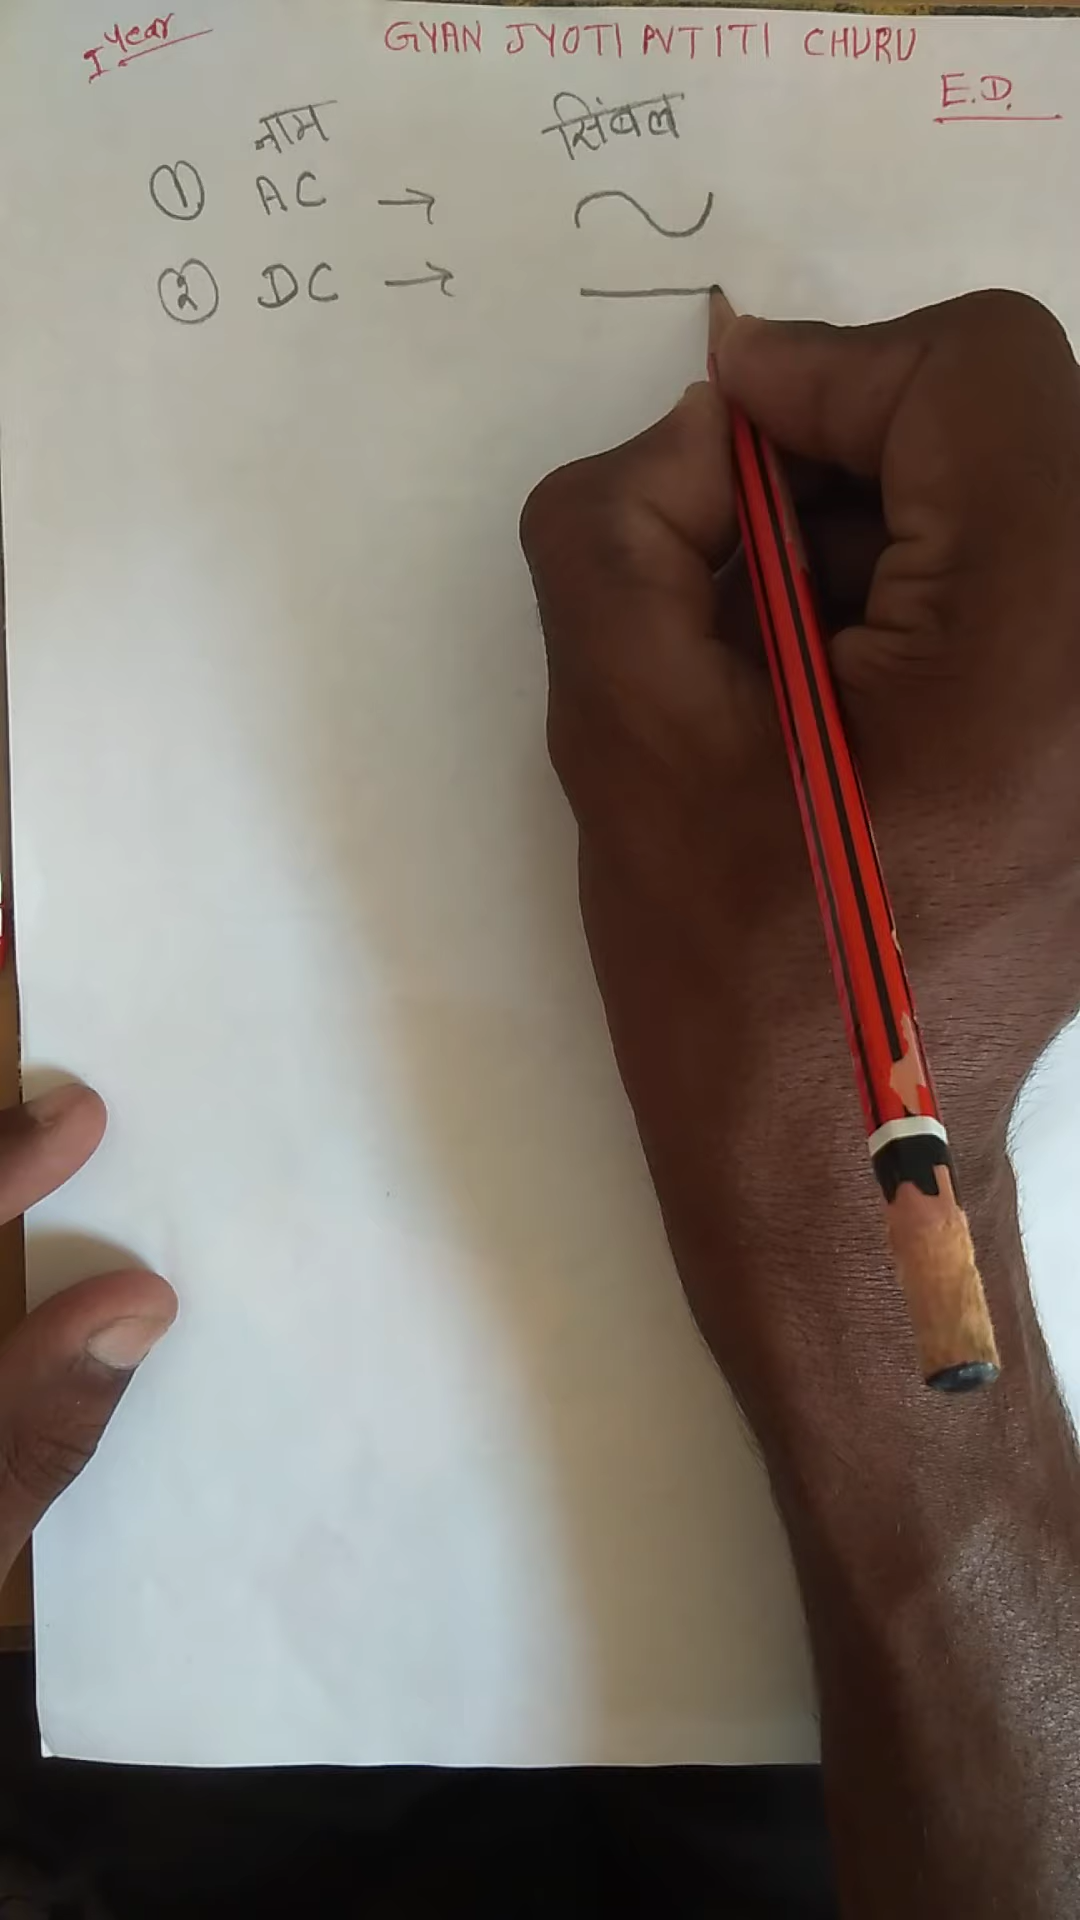 I Year
GYAN JYOTI PVT ITI CHURU
E.D.
नाम सिंबल
① AC → ~
② DC → —